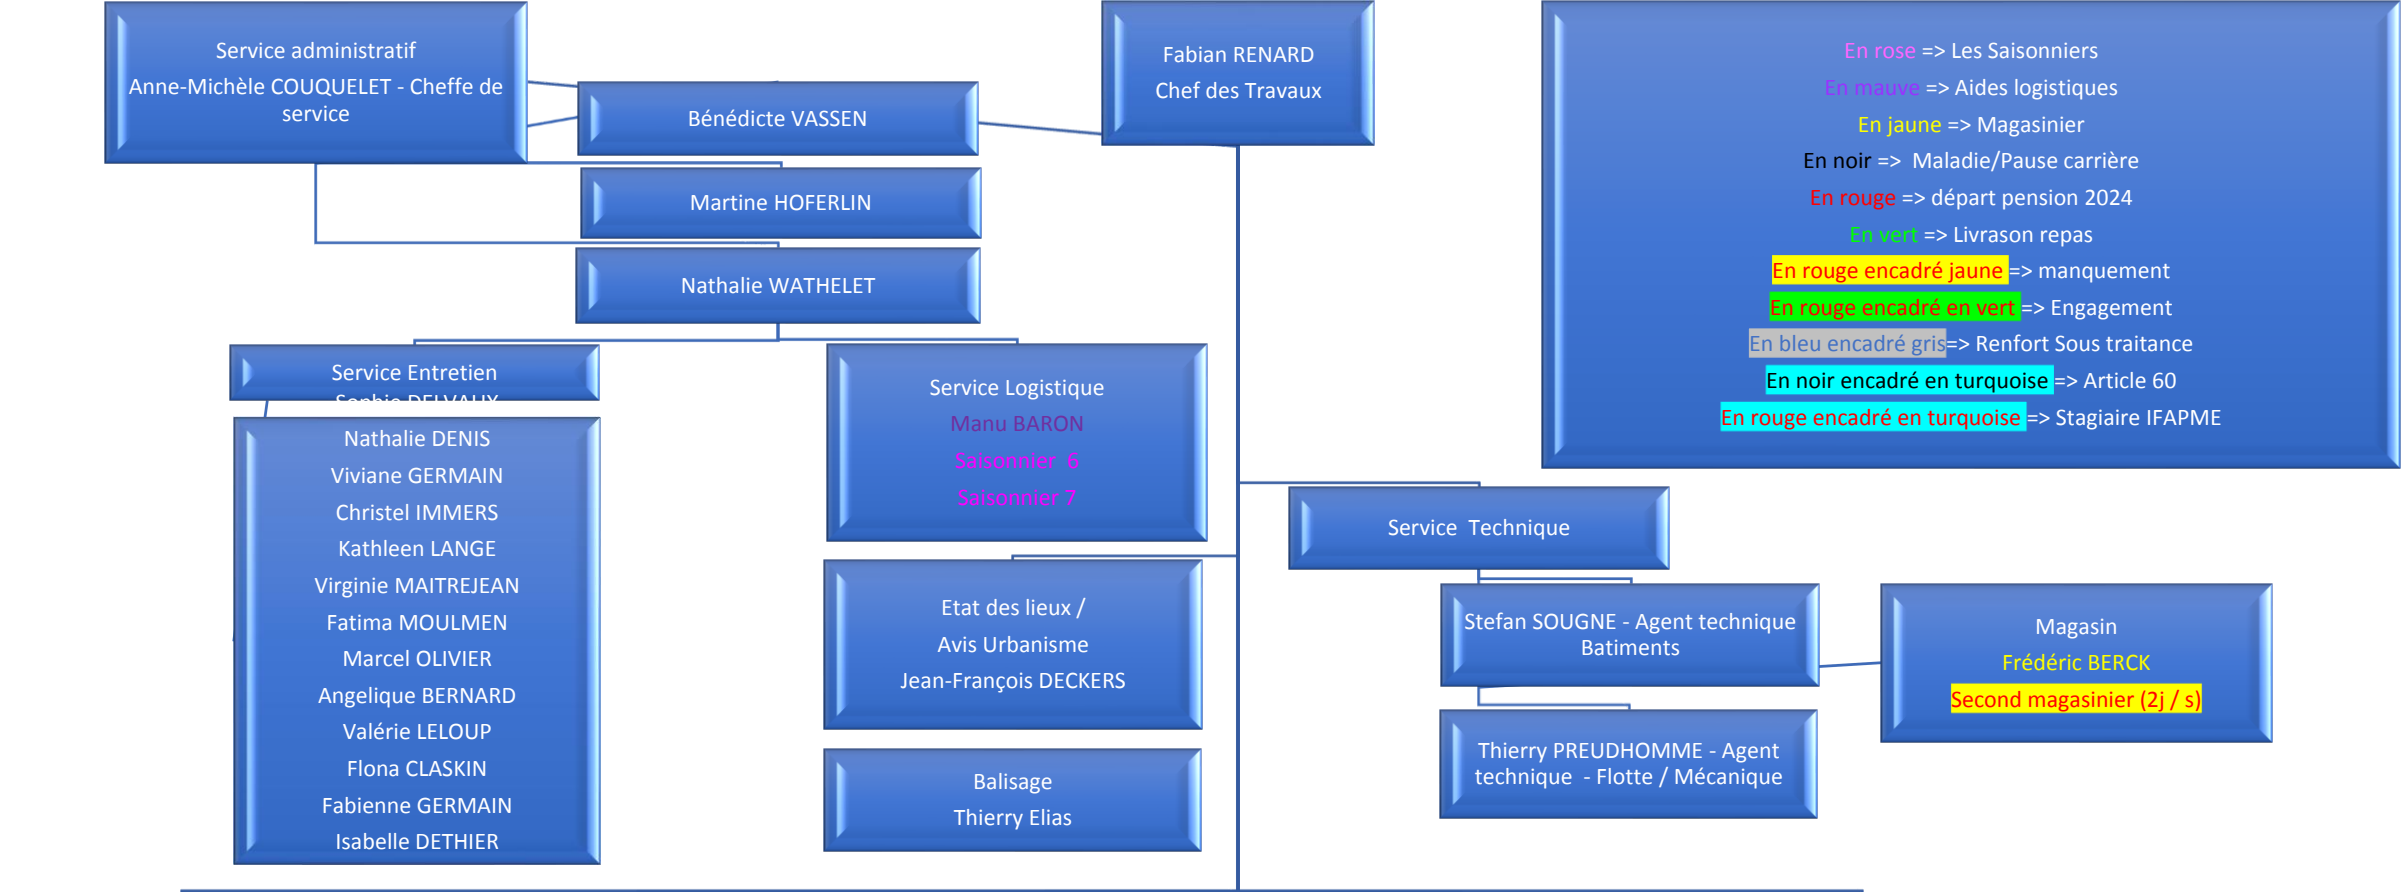 Service administratif
Anne-Michèle COUQUELET - Cheffe de
service
Bénédicte VASSEN
Martine HOFERLIN
Nathalie WATHELET
Fabian RENARD
Chef des Travaux
En rose => Les Saisonniers
En mauve => Aides logistiques
En jaune => Magasinier
En noir => Maladie/Pause carrière
En rouge => départ pension 2024
En vert => Livrason repas
En rouge encadré jaune => manquement
En rouge encadré en vert => Engagement
En bleu encadré gris=> Renfort Sous traitance
En noir encadré en turquoise => Article 60
En rouge encadré en turquoise => Stagiaire IFAPME
Service Entretien
Sophie DELVAUX
Nathalie DENIS
Viviane GERMAIN
Christel IMMERS
Kathleen LANGE
Virginie MAITREJEAN
Fatima MOULMEN
Marcel OLIVIER
Angelique BERNARD
Valérie LELOUP
Flona CLASKIN
Fabienne GERMAIN
Isabelle DETHIER
Service Logistique
Manu BARON
Saisonnier 6
Saisonnier 7
Etat des lieux /
Avis Urbanisme
Jean-François DECKERS
Balisage
Thierry Elias
Service Technique
Stefan SOUGNE - Agent technique
Batiments
Thierry PREUDHOMME - Agent
technique - Flotte / Mécanique
Magasin
Frédéric BERCK
Second magasinier (2j / s)